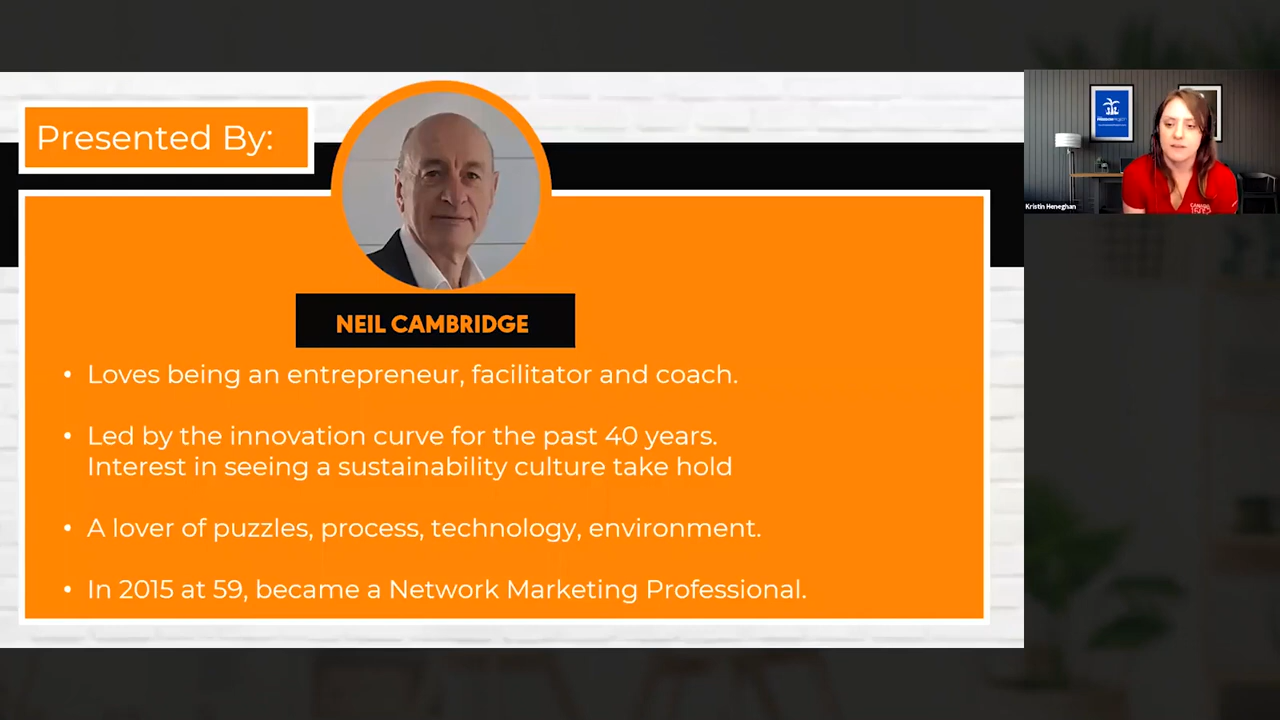 Presented By:
NEIL CAMBRIDGE
• Loves being an entrepreneur, facilitator and coach.
• Led by the innovation curve for the past 40 years.
Interest in seeing a sustainability culture take hold
• A lover of puzzles, process, technology, environment.
• In 2015 at 59, became a Network Marketing Professional.
Kristin Heneghan
CANADA